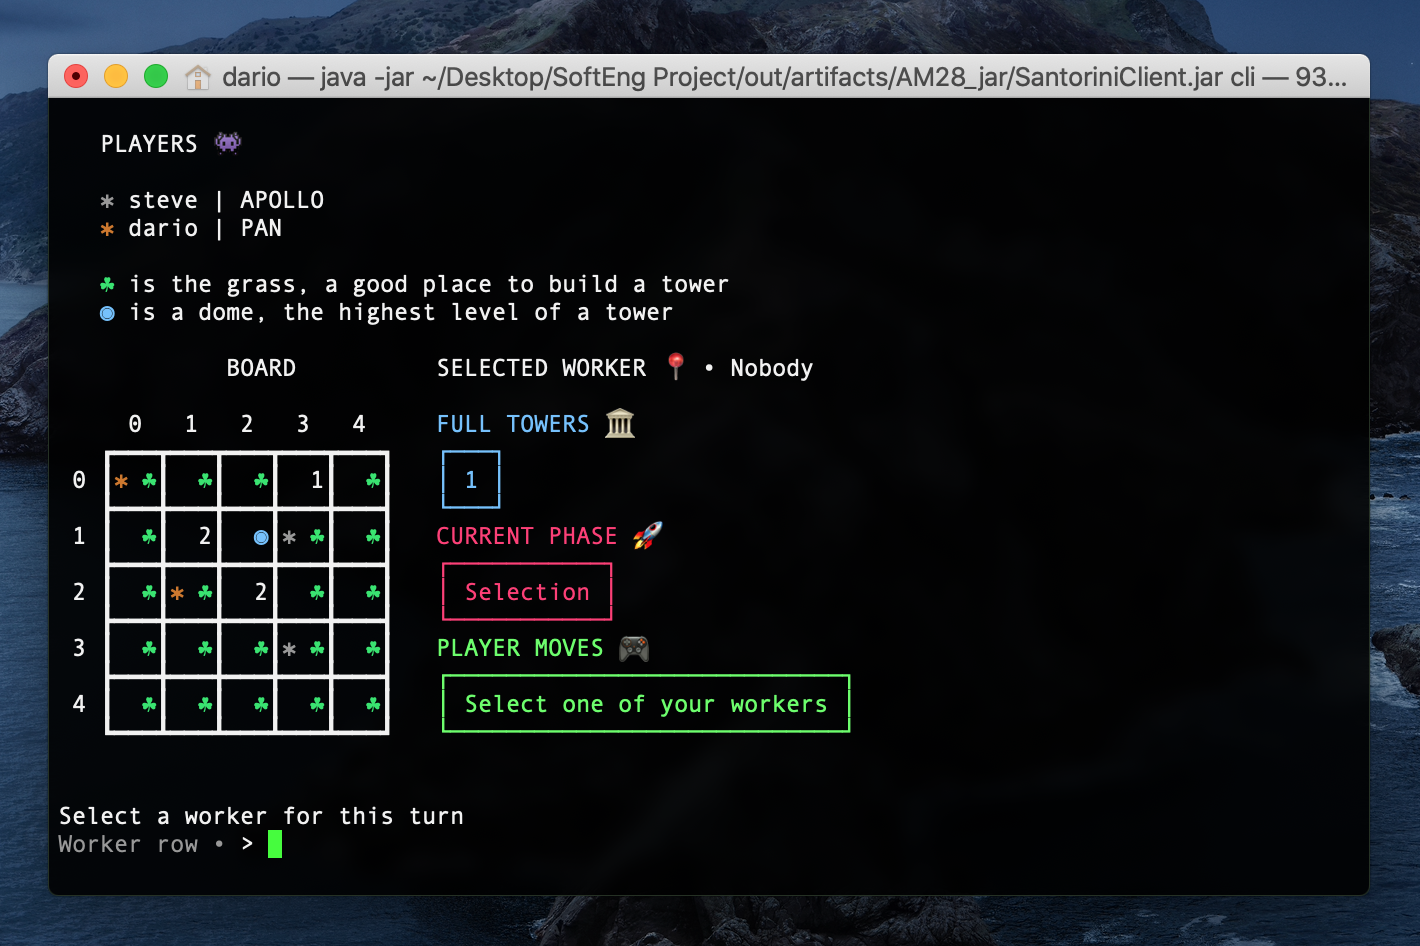 dario — java -jar ~/Desktop/SoftEng Project/out/artifacts/AM28_jar/SantoriniClient.jar cli — 93...
PLAYERS 👾
* steve | APOLLO
* dario | PAN
♣ is the grass, a good place to build a tower
◉ is a dome, the highest level of a tower
BOARD
SELECTED WORKER 📍 • Nobody
0 1 2 3 4
FULL TOWERS 🏛
0 * ♣ ♣ ♣ 1 ♣
1
1 ♣ 2 ◉ * ♣ ♣
CURRENT PHASE 🚀
2 ♣ * ♣ 2 ♣ ♣
Selection
3 ♣ ♣ ♣ * ♣ ♣
PLAYER MOVES 🎮
4 ♣ ♣ ♣ ♣ ♣
Select one of your workers
Select a worker for this turn
Worker row • >